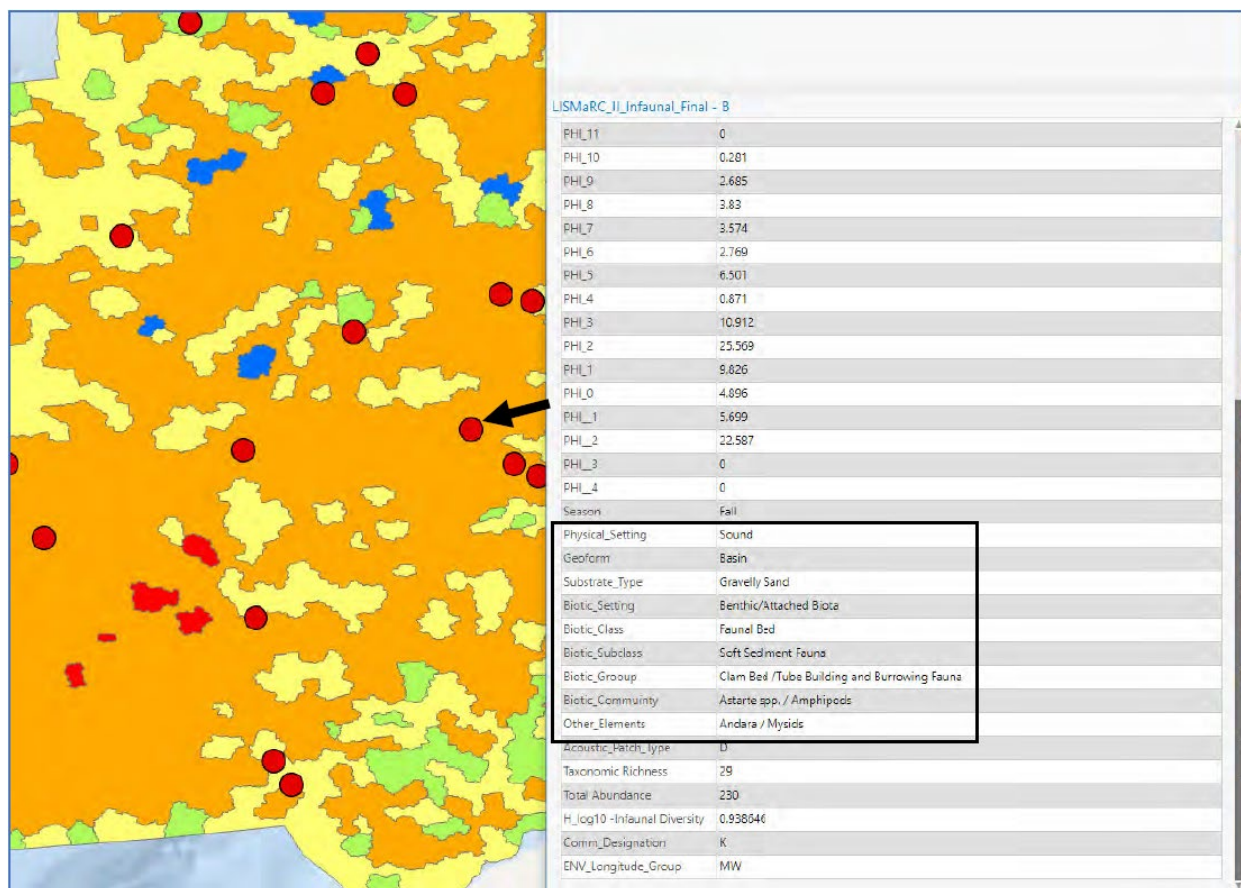 LISMaRC_II_Infaunal_Final - B
PHI_11 0
PHI_10 0.281
PHI_9 2.685
PHI_8 3.83
PHI_7 3.574
PHI_6 2.769
PHI_5 6.501
PHI_4 0.871
PHI_3 10.912
PHI_2 25.569
PHI_1 9.826
PHI_0 4.896
PHI__1 5.699
PHI__2 22.587
PHI__3 0
PHI__4 0
Season Fall
Physical_Setting Sound
Geoform Basin
Substrate_Type Gravelly Sand
Biotic_Setting Benthic/Attached Biota
Biotic_Class Faunal Bed
Biotic_Subclass Soft Sediment Fauna
Biotic_Grooup Clam Bed /Tube Building and Burrowing Fauna
Biotic_Commuinty Astarte spp. / Amphipods
Other_Elements Andara / Mysids
Acoustic_Patch_Type D
Taxonomic Richness 29
Total Abundance 230
H_log10 -Infaunal Diversity 0.938646
Comm_Designation K
ENV_Longitude_Group MW